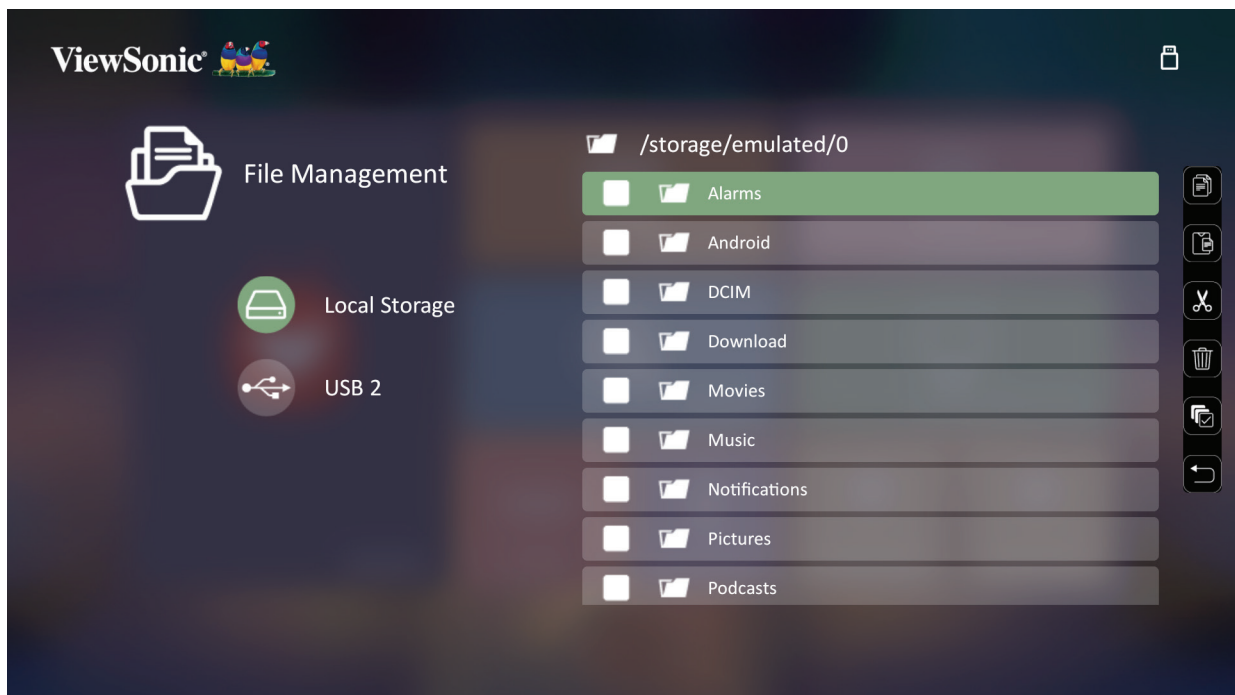 ViewSonic®
File Management
Local Storage
USB 2
/storage/emulated/0
Alarms
Android
DCIM
Download
Movies
Music
Notifications
Pictures
Podcasts